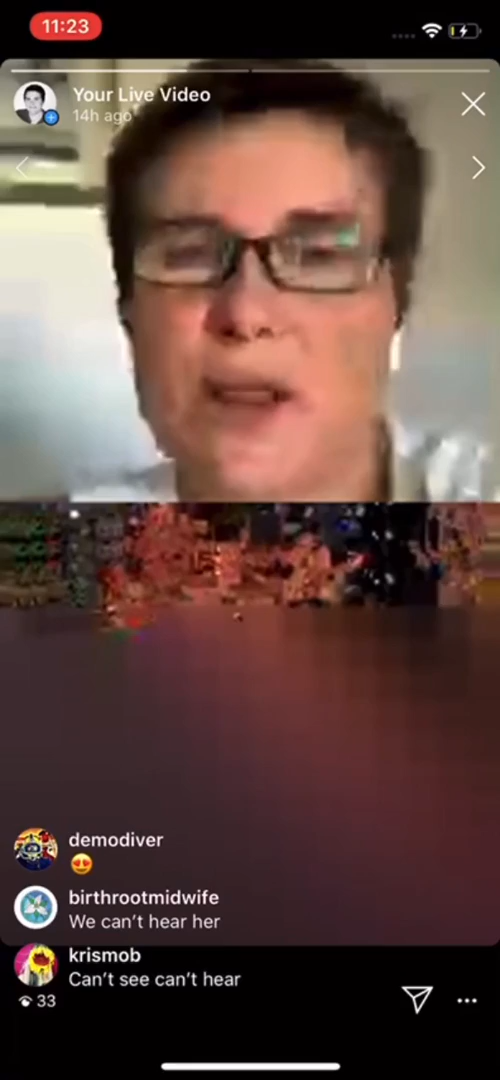 11:23
Your Live Video
14h ago
demodiver
😍
birthrootmidwife
We can’t hear her
krismob
Can’t see can’t hear
33